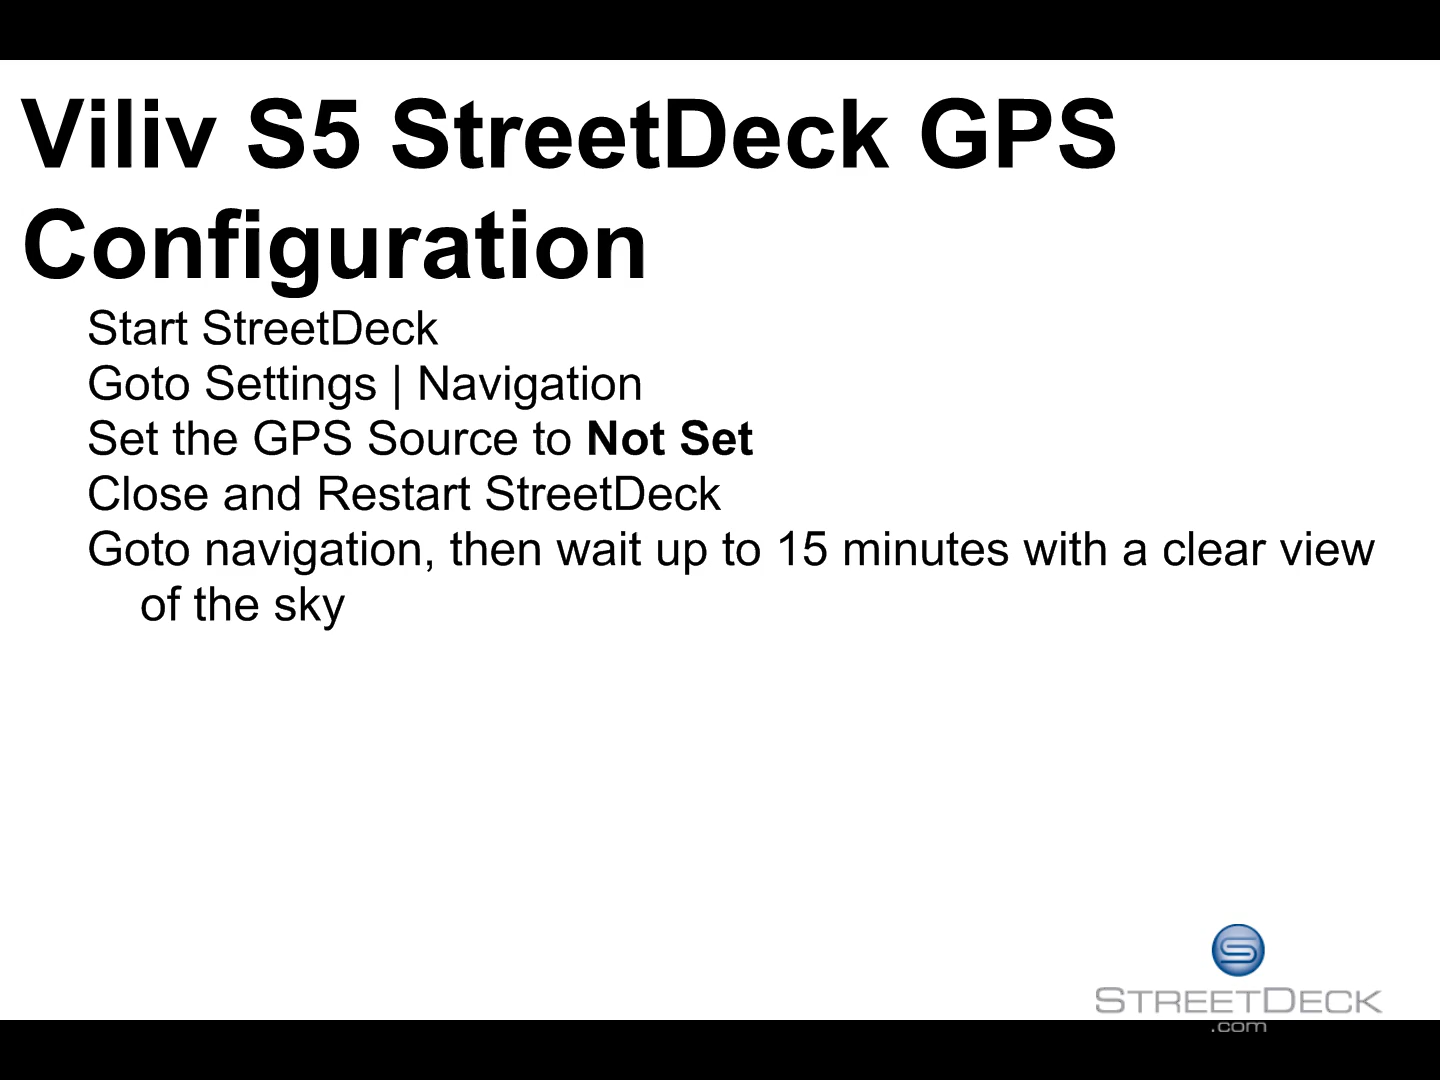 Viliv S5 StreetDeck GPS
Configuration
Start StreetDeck
Goto Settings | Navigation
Set the GPS Source to Not Set
Close and Restart StreetDeck
Goto navigation, then wait up to 15 minutes with a clear view
of the sky
S
STREETDECK
.com